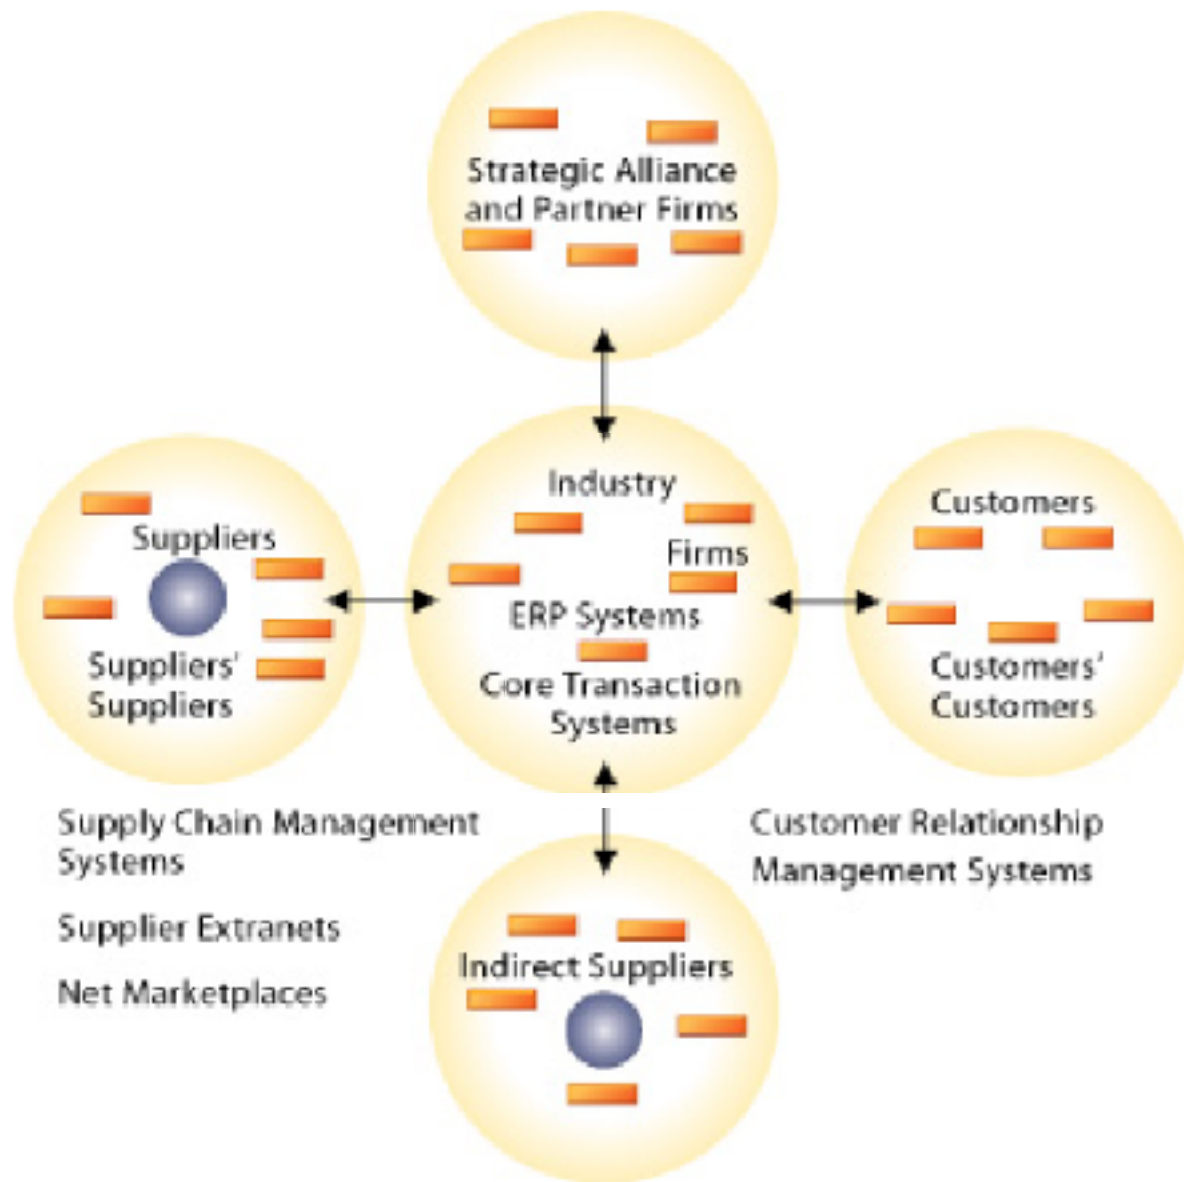 Strategic Alliance
and Partner Firms
Industry
Firms
ERP Systems
Core Transaction
Systems
Suppliers
Suppliers'
Suppliers
Customers
Customers'
Customers
Supply Chain Management
Systems
Supplier Extranets
Net Marketplaces
Customer Relationship
Management Systems
Indirect Suppliers